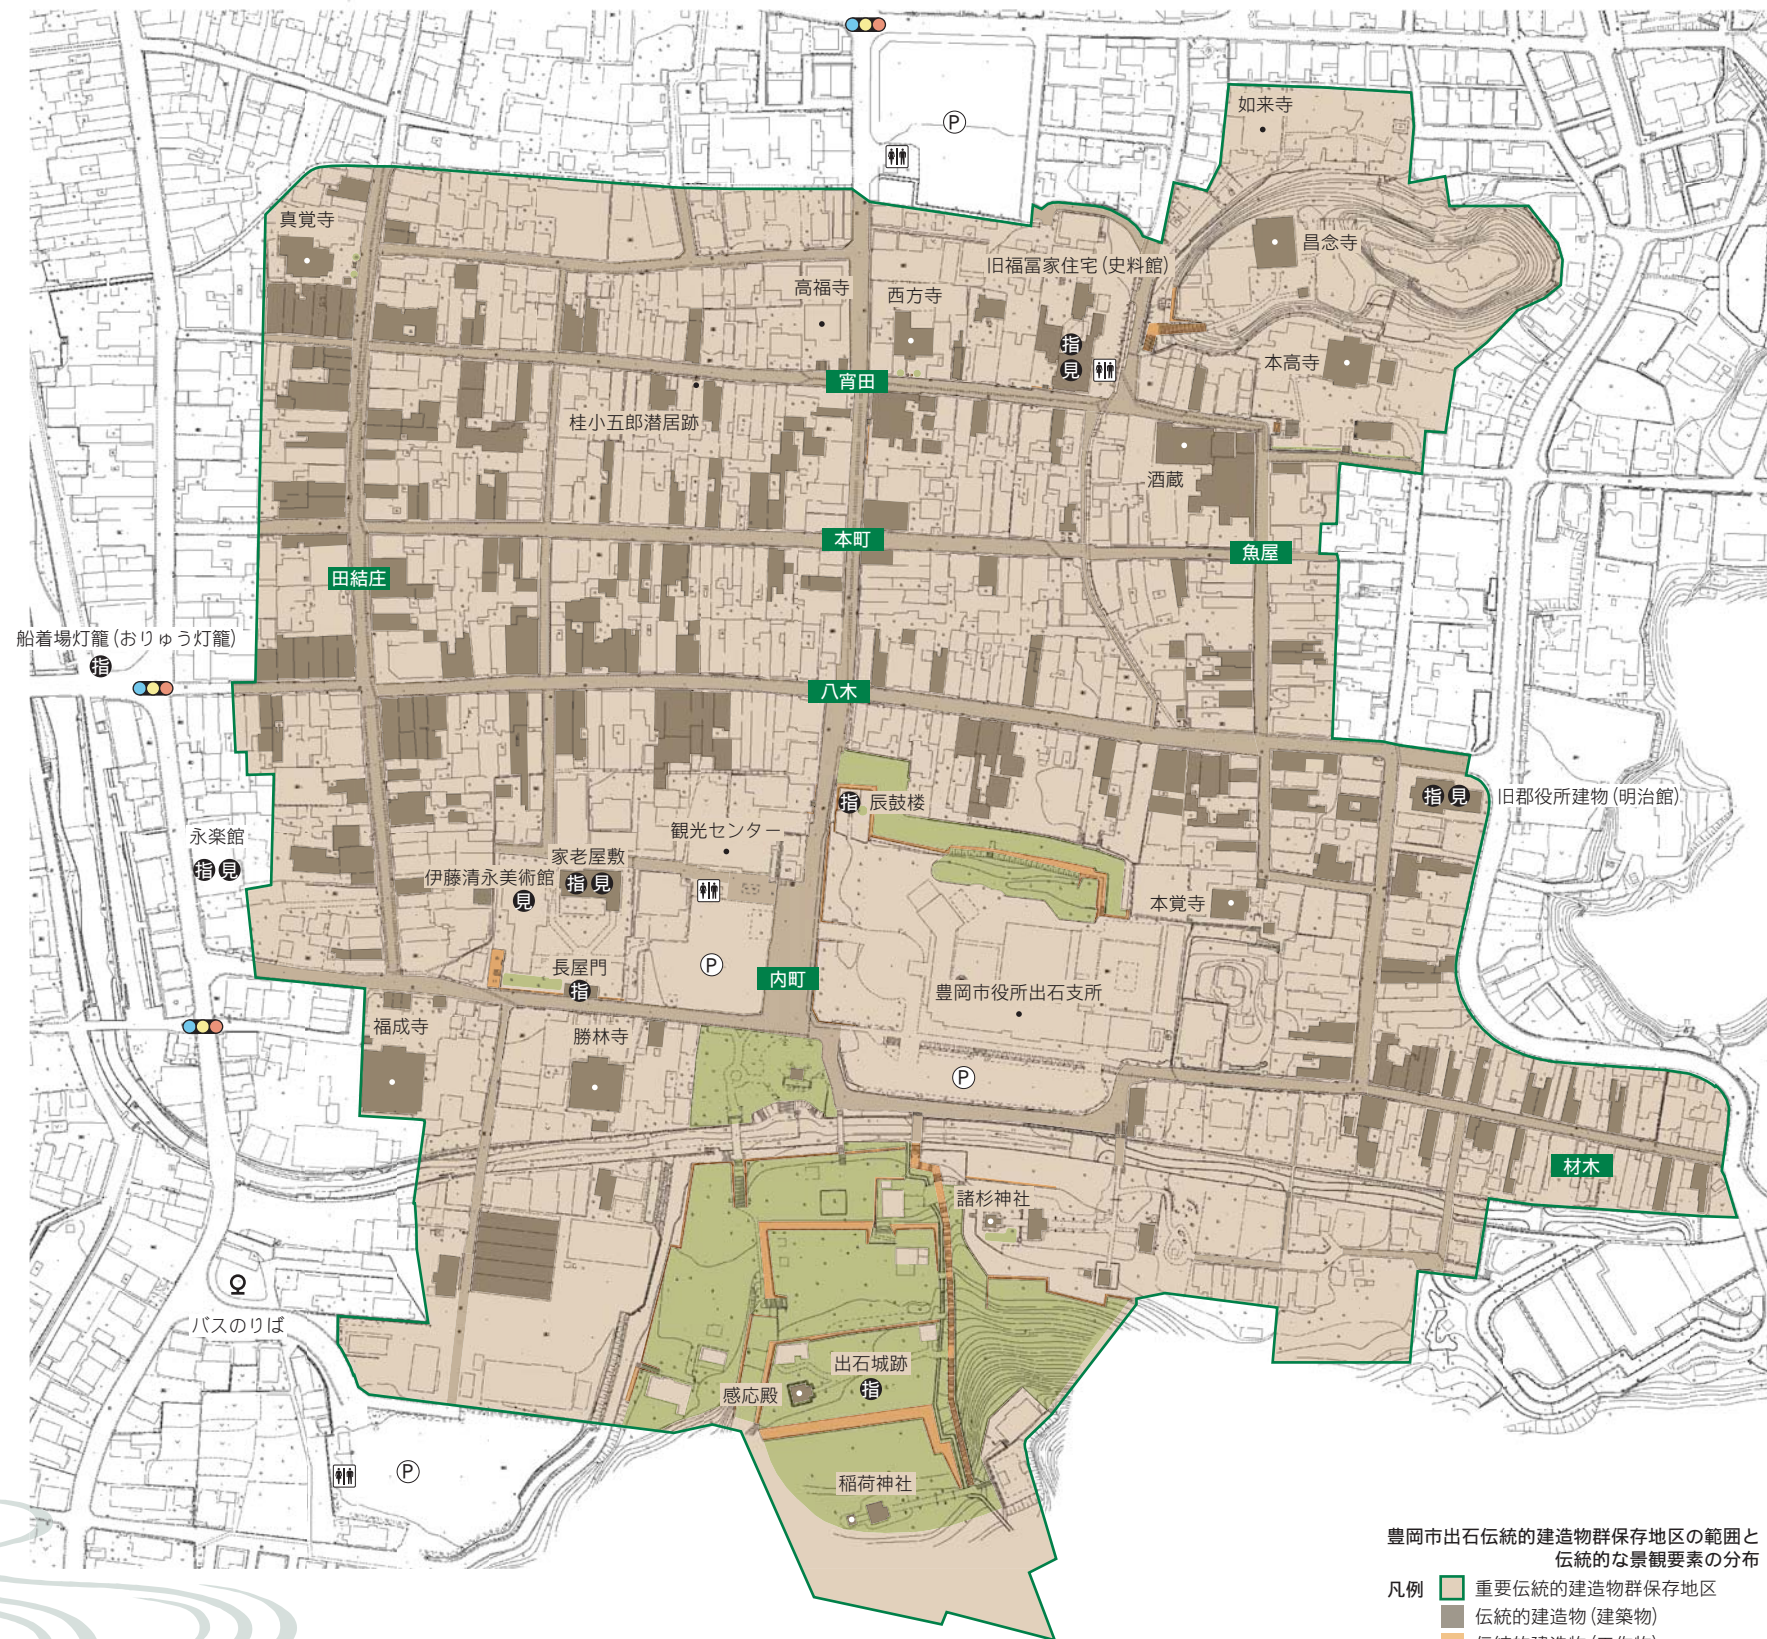 如来寺
P
真覚寺
昌念寺
旧福冨家住宅(史料館)
高福寺
西方寺
指
見
本高寺
宵田
桂小五郎潜居跡
酒蔵
本町
魚屋
田結庄
船着場灯籠(おりゅう灯籠)
指
八木
指 辰鼓楼
指 見
旧郡役所建物(明治館)
永楽館
指 見
観光センター
家老屋敷
指 見
伊藤清永美術館
見
本覚寺
P
長屋門
指
内町
豊岡市役所出石支所
福成寺
勝林寺
P
材木
諸杉神社
バスのりば
出石城跡
指
感応殿
P
稲荷神社
豊岡市出石伝統的建造物群保存地区の範囲と
伝統的な景観要素の分布
凡例
重要伝統的建造物群保存地区
伝統的建造物(建築物)